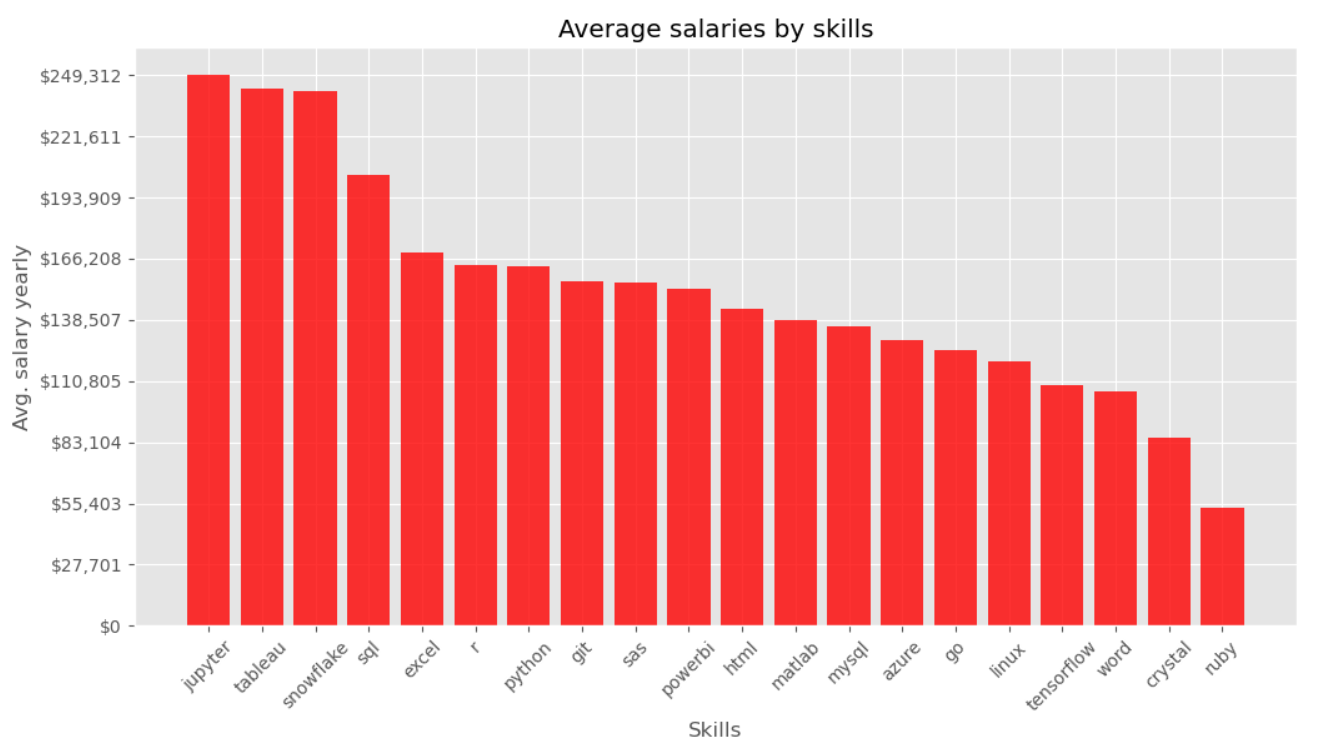 Average salaries by skills
Avg. salary yearly
$249,312
$221,611
$193,909
$166,208
$138,507
$110,805
$83,104
$55,403
$27,701
$0
jupyter
tableau
snowflake
sql
excel
r
python
git
sas
powerbi
html
matlab
mysql
azure
go
linux
tensorflow
word
crystal
ruby
Skills